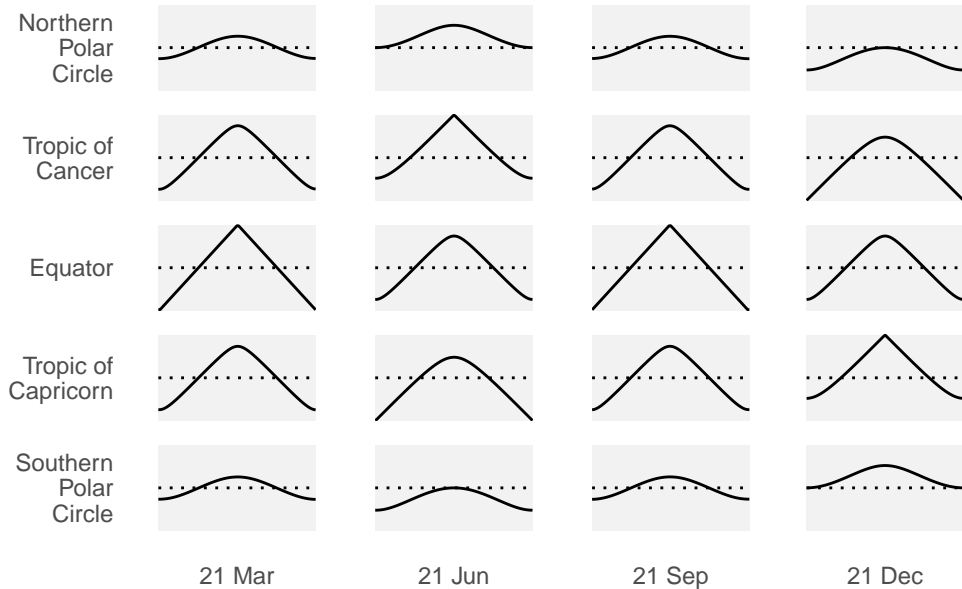 Northern
Polar
Circle
Tropic of
Cancer
Equator
Tropic of
Capricorn
Southern
Polar
Circle
21 Mar
21 Jun
21 Sep
21 Dec